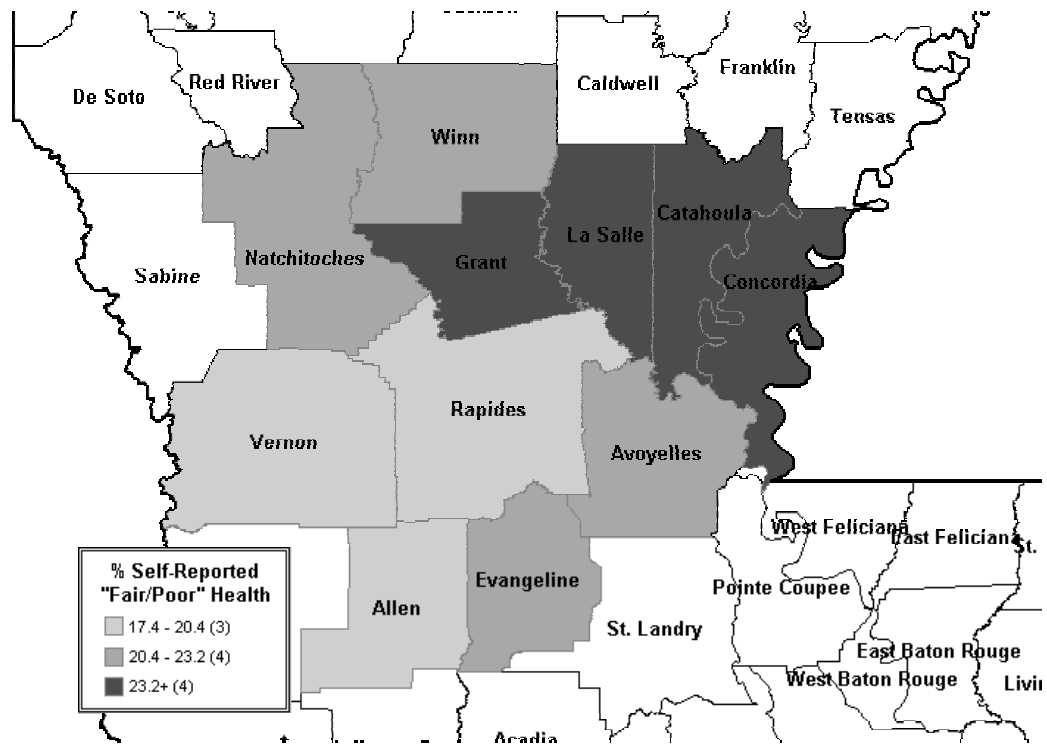 Caldwell
Franklin
Red River
De Soto
Tensas
Winn
Catahoula
La Salle
Natchitoches
Grant
Sabine
Concordia
Rapides
Vernon
Avoyelles
West Feliciana
East Feliciana
St.
% Self-Reported
"Fair/Poor" Health
17.4 - 20.4 (3)
20.4 - 23.2 (4)
23.2+ (4)
Evangeline
Pointe Coupee
Allen
St. Landry
East Baton Rouge
West Baton Rouge
Livin
Acadia